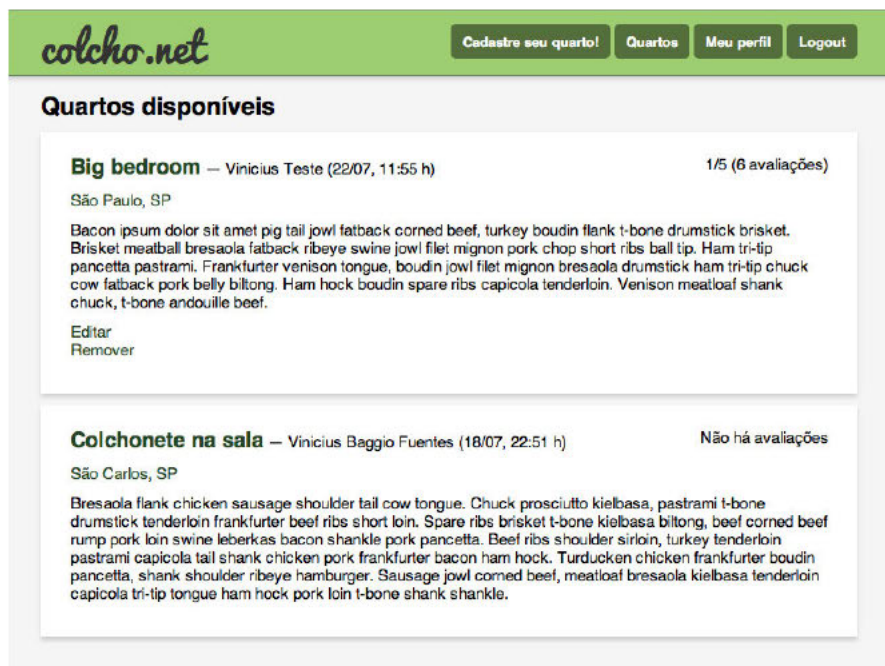 colcho.net
Cadastre seu quarto! Quartos Meu perfil Logout
Quartos disponíveis
Big bedroom — Vinicius Teste (22/07, 11:55 h) 1/5 (6 avaliações)
São Paulo, SP
Bacon ipsum dolor sit amet pig tail jowl fatback corned beef, turkey boudin flank t-bone drumstick brisket.
Brisket meatball bresaola fatback ribeye swine jowl filet mignon pork chop short ribs ball tip. Ham tri-tip
pancetta pastrami. Frankfurter venison tongue, boudin jowl filet mignon bresaola drumstick ham tri-tip chuck
cow fatback pork belly biltong. Ham hock boudin spare ribs capicola tenderloin. Venison meatloaf shank
chuck, t-bone andouille beef.
Editar
Remover
Colchonete na sala — Vinicius Baggio Fuentes (18/07, 22:51 h) Não há avaliações
São Carlos, SP
Bresaola flank chicken sausage shoulder tail cow tongue. Chuck prosciutto kielbasa, pastrami t-bone
drumstick tenderloin frankfurter beef ribs short loin. Spare ribs brisket t-bone kielbasa biltong, beef corned beef
rump pork loin swine leberkas bacon shankle pork pancetta. Beef ribs shoulder sirloin, turkey tenderloin
pastrami capicola tail shank chicken pork frankfurter bacon ham hock. Turducken chicken frankfurter boudin
pancetta, shank shoulder ribeye hamburger. Sausage jowl corned beef, meatloaf bresaola kielbasa tenderloin
capicola tri-tip tongue ham hock pork loin t-bone shank shankle.